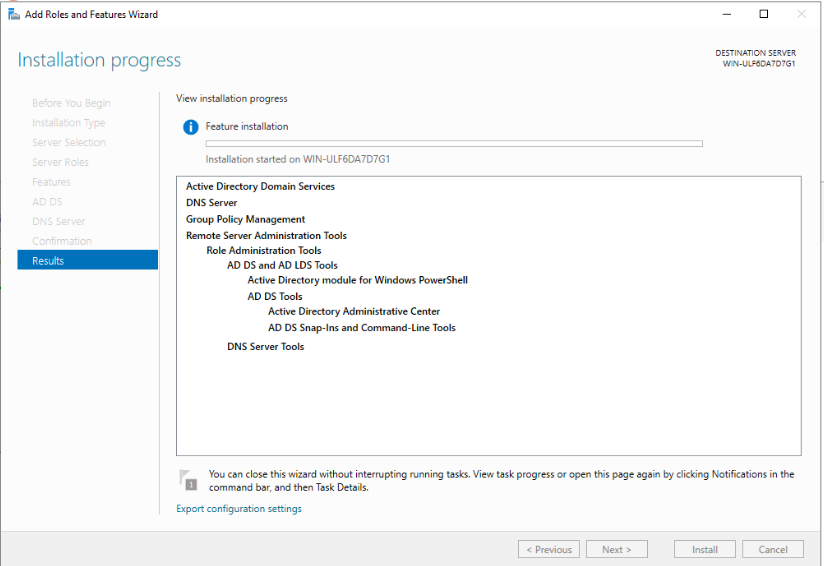 Add Roles and Features Wizard
Installation progress
DESTINATION SERVER
WIN-ULF6DA7D7G1
Before You Begin
Installation Type
Server Selection
Server Roles
Features
AD DS
DNS Server
Confirmation
Results
View installation progress
Feature installation
Installation started on WIN-ULF6DA7D7G1
Active Directory Domain Services
DNS Server
Group Policy Management
Remote Server Administration Tools
Role Administration Tools
AD DS and AD LDS Tools
Active Directory module for Windows PowerShell
AD DS Tools
Active Directory Administrative Center
AD DS Snap-Ins and Command-Line Tools
DNS Server Tools
1
You can close this wizard without interrupting running tasks. View task progress or open this page again by clicking Notifications in the
command bar, and then Task Details.
Export configuration settings
< Previous
Next >
Install
Cancel